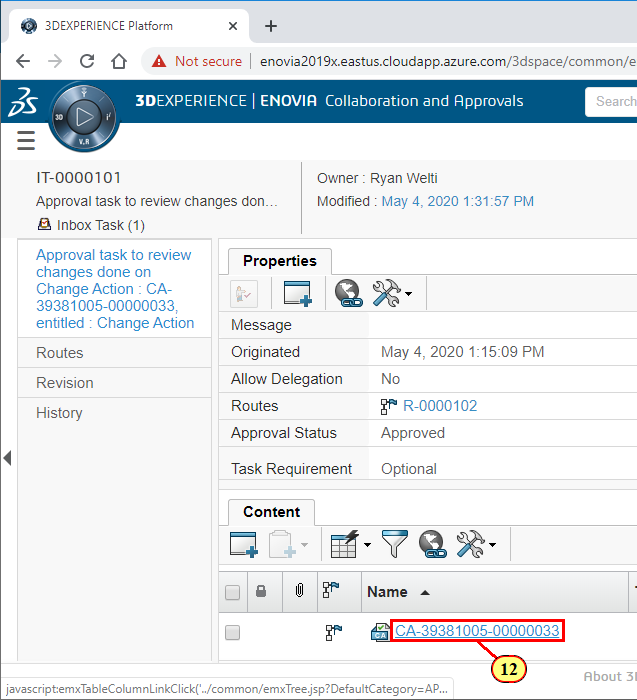 3DEXPERIENCE Platform
Not secure | enovia2019x.eastus.cloudapp.azure.com/3dspace/common/e
3DEXPERIENCE | ENOVIA Collaboration and Approvals
Search
3D
V.R
IT-0000101
Approval task to review changes don…
Inbox Task (1)
Owner : Ryan Welti
Modified : May 4, 2020 1:31:57 PM
Approval task to review
changes done on
Change Action : CA-
39381005-00000033,
entitled : Change Action
Routes
Revision
History
Properties
Message
Originated May 4, 2020 1:15:09 PM
Allow Delegation No
Routes R-0000102
Approval Status Approved
Task Requirement Optional
Content
Name
CA CA-39381005-00000033
12
About 3
javascript:emxTableColumnLinkClick('../common/emxTree.jsp?DefaultCategory=AP...